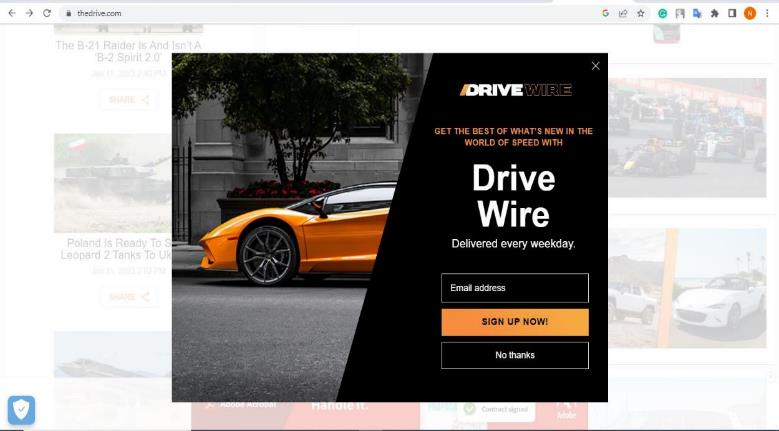 thedrive.com
N
The B-21 Raider Is And Isn't A
'B-2 Spirit 2.0'
Jan 11, 2023 2:40 PM
SHARE
Poland Is Ready To S
Leopard 2 Tanks To Uk
Jan 11, 2023 2:12 PM
SHARE
DRIVE WIRE
GET THE BEST OF WHAT'S NEW IN THE
WORLD OF SPEED WITH
Drive
Wire
Delivered every weekday.
Email address
SIGN UP NOW!
No thanks
Adobe Acrobat
Handle it.
Contract signed
Adobe